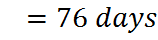 = 76 days